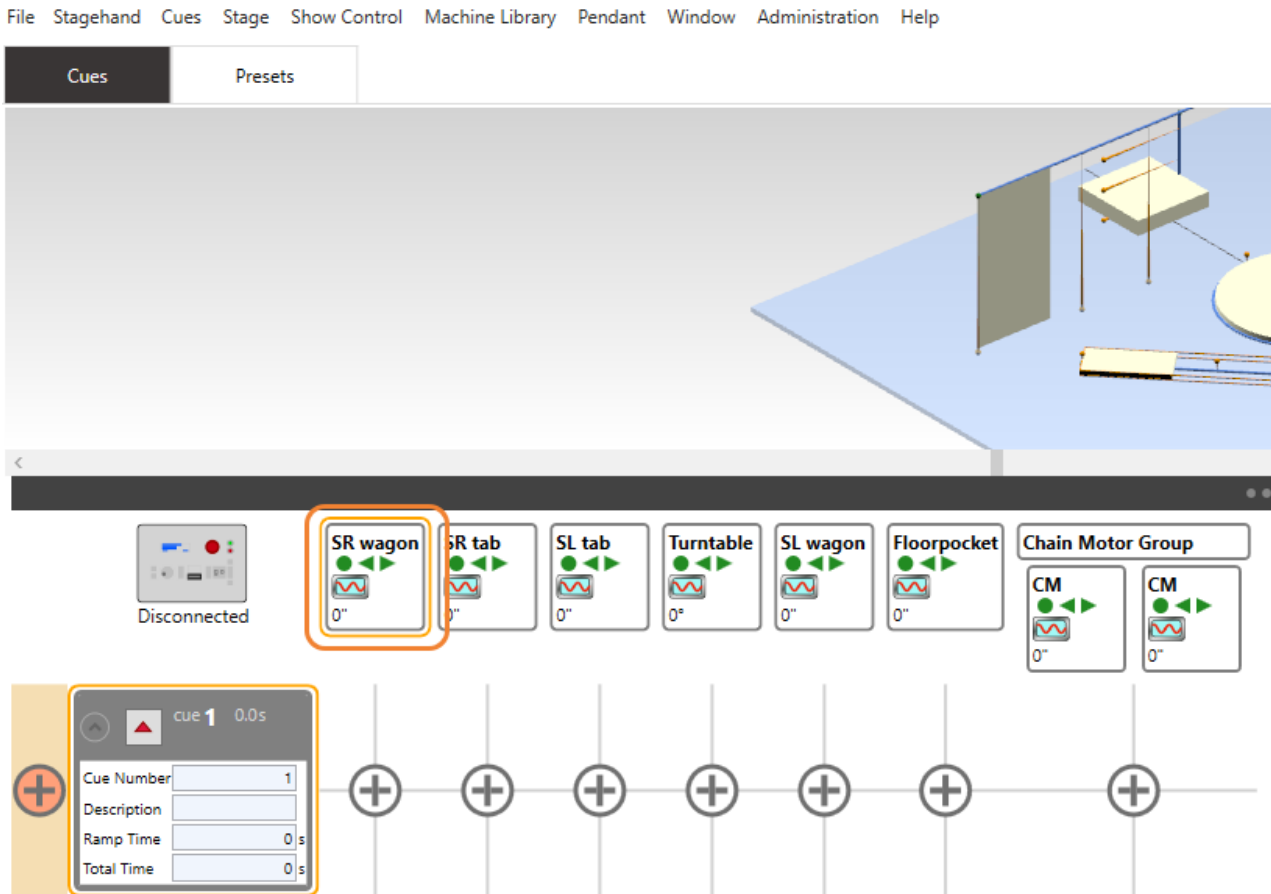 File Stagehand Cues Stage Show Control Machine Library Pendant Window Administration Help
Cues Presets
SR wagon SR tab SL tab Turntable SL wagon Floorpocket Chain Motor Group
CM CM
0" 0" 0" 0° 0" 0"
Disconnected
0" 0"
cue 1 0.0s
Cue Number 1
Description
Ramp Time 0 s
Total Time 0 s